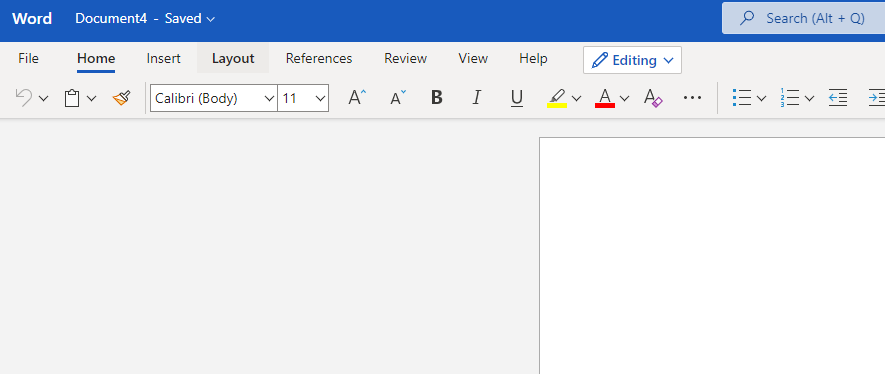 Word Document4 - Saved Search (Alt + Q)
File Home Insert Layout References Review View Help Editing
Calibri (Body) 11 A A B I U A A